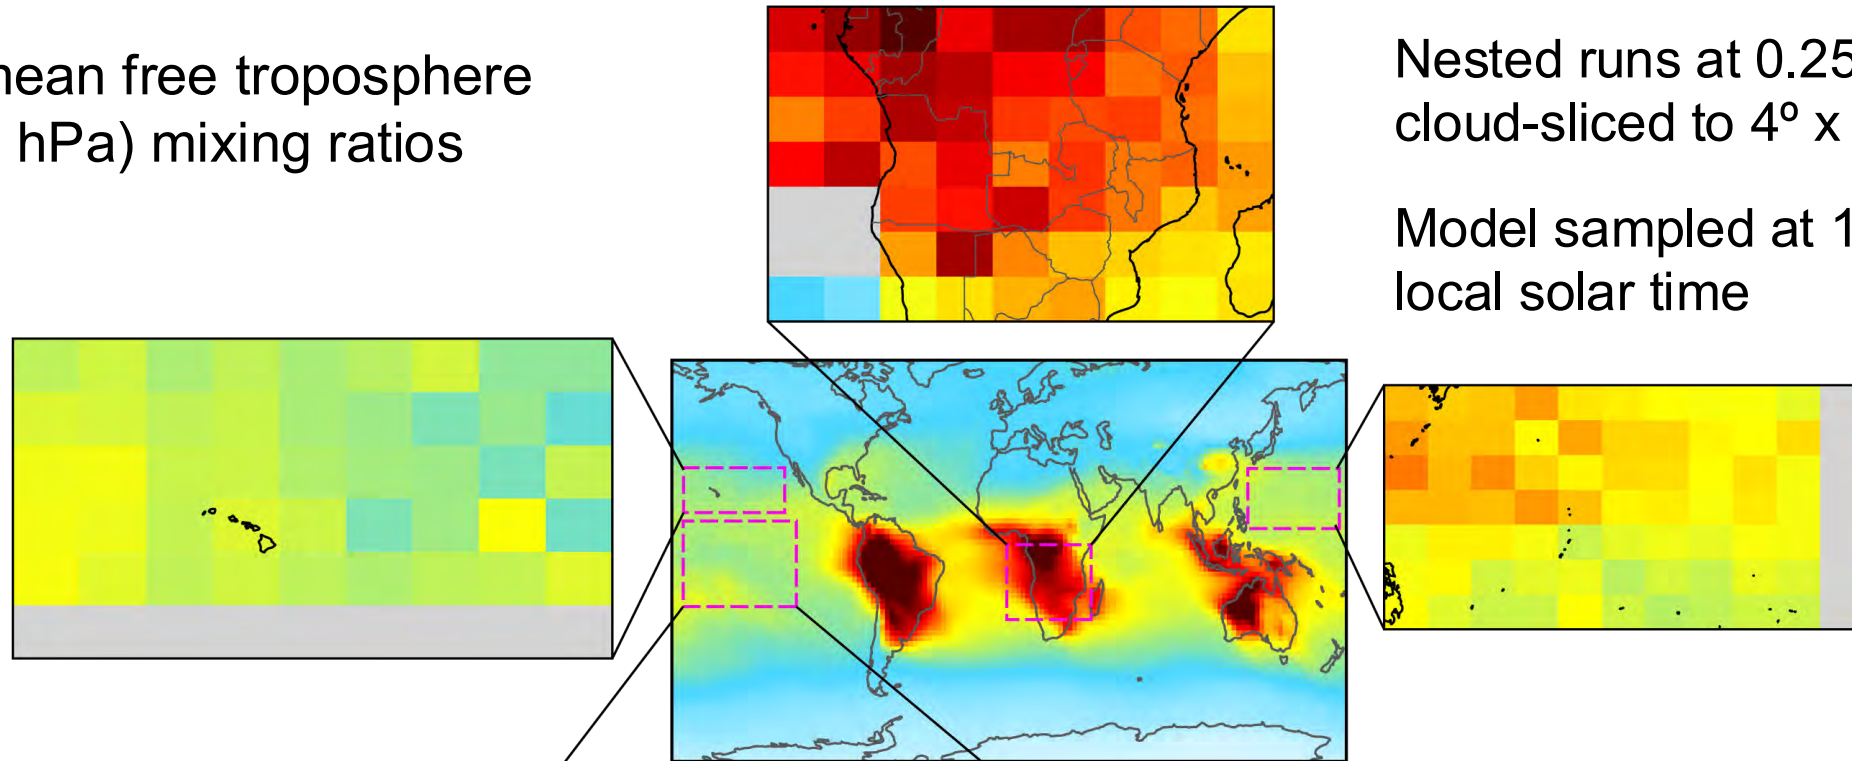 mean free troposphere
hPa) mixing ratios
Nested runs at 0.25
cloud-sliced to 4º x
Model sampled at 1
local solar time